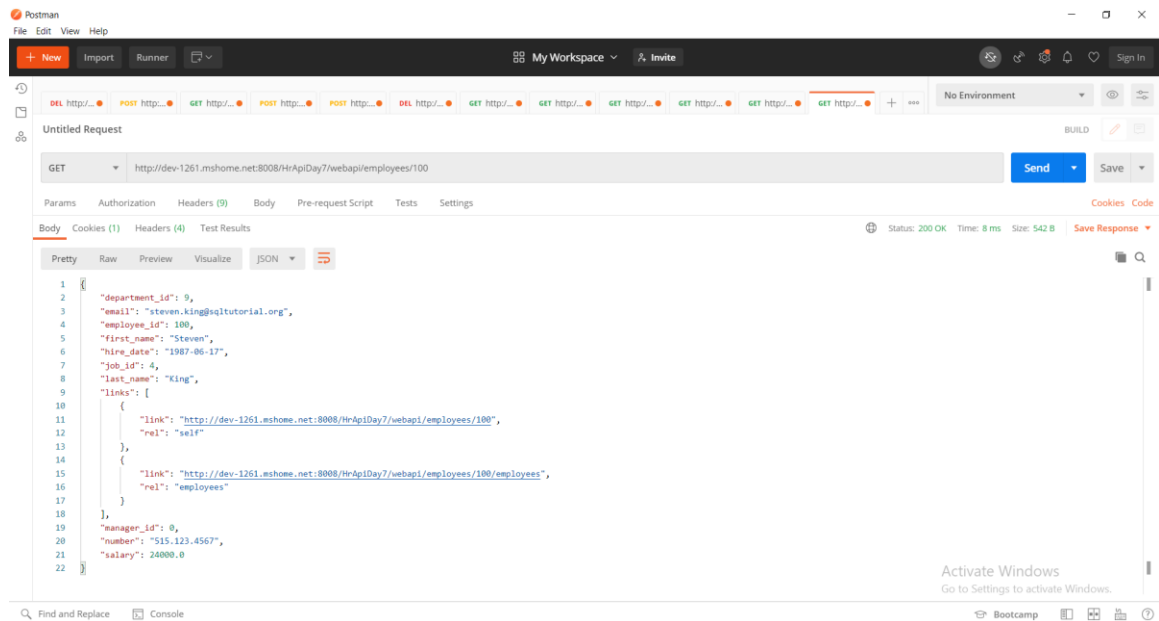 Postman
File Edit View Help
+ New Import Runner My Workspace Invite Sign In
DEL http:/... POST http:... GET http:/... POST http:... POST http:... DEL http:/... GET http:/... GET http:/... GET http:/... GET http:/... GET http:/... GET http:/... + ooo No Environment
Untitled Request BUILD
GET http://dev-1261.mshome.net:8008/HrApiDay7/webapi/employees/100 Send Save
Params Authorization Headers (9) Body Pre-request Script Tests Settings Cookies Code
Body Cookies (1) Headers (4) Test Results Status: 200 OK Time: 8 ms Size: 542 B Save Response
Pretty Raw Preview Visualize JSON
1 {
2 "department_id": 9,
3 "email": "steven.king@sqltutorial.org",
4 "employee_id": 100,
5 "first_name": "Steven",
6 "hire_date": "1987-06-17",
7 "job_id": 4,
8 "last_name": "King",
9 "links": [
10 {
11 "link": "http://dev-1261.mshome.net:8008/HrApiDay7/webapi/employees/100",
12 "rel": "self"
13 },
14 {
15 "link": "http://dev-1261.mshome.net:8008/HrApiDay7/webapi/employees/100/employees",
16 "rel": "employees"
17 }
18 ],
19 "manager_id": 0,
20 "number": "515.123.4567",
21 "salary": 24000.0
22 }
Activate Windows
Go to Settings to activate Windows.
Find and Replace Console Bootcamp